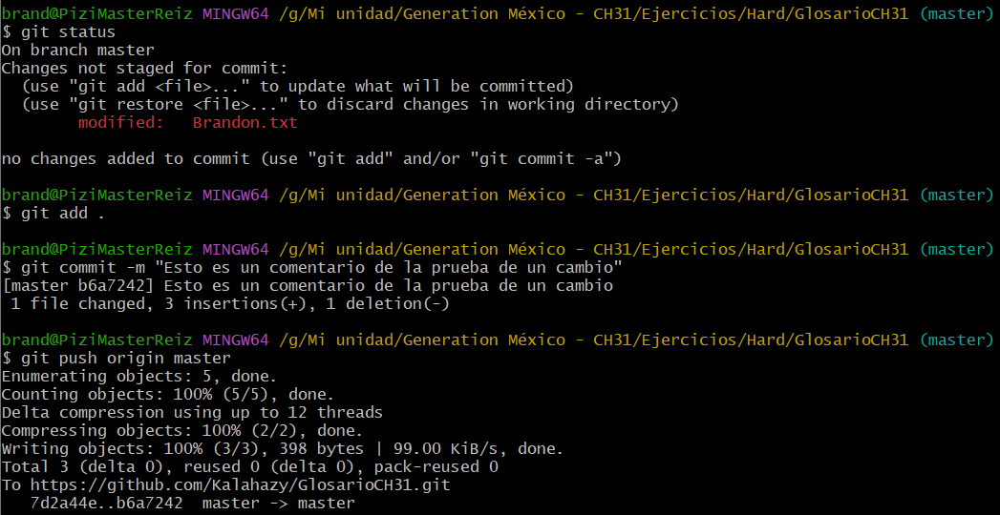 brand@PiziMasterReiz MINGW64 /g/Mi unidad/Generation México - CH31/Ejercicios/Hard/GlosarioCH31 (master)
$ git status
On branch master
Changes not staged for commit:
  (use "git add <file>..." to update what will be committed)
  (use "git restore <file>..." to discard changes in working directory)
        modified:   Brandon.txt

no changes added to commit (use "git add" and/or "git commit -a")

brand@PiziMasterReiz MINGW64 /g/Mi unidad/Generation México - CH31/Ejercicios/Hard/GlosarioCH31 (master)
$ git add .

brand@PiziMasterReiz MINGW64 /g/Mi unidad/Generation México - CH31/Ejercicios/Hard/GlosarioCH31 (master)
$ git commit -m "Esto es un comentario de la prueba de un cambio"
[master b6a7242] Esto es un comentario de la prueba de un cambio
 1 file changed, 3 insertions(+), 1 deletion(-)

brand@PiziMasterReiz MINGW64 /g/Mi unidad/Generation México - CH31/Ejercicios/Hard/GlosarioCH31 (master)
$ git push origin master
Enumerating objects: 5, done.
Counting objects: 100% (5/5), done.
Delta compression using up to 12 threads
Compressing objects: 100% (2/2), done.
Writing objects: 100% (3/3), 398 bytes | 99.00 KiB/s, done.
Total 3 (delta 0), reused 0 (delta 0), pack-reused 0
To https://github.com/Kalahazy/GlosarioCH31.git
   7d2a44e..b6a7242  master -> master